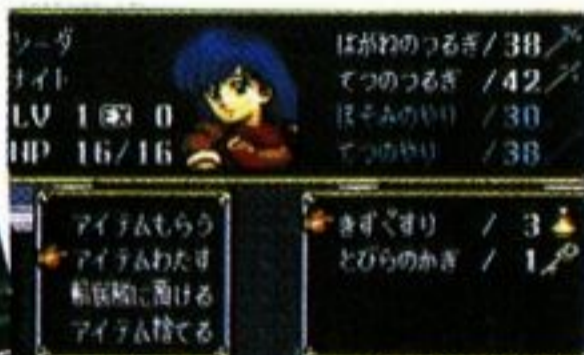 シーダ
ナイト
LV 1 EX 0
HP 16/16
はがねのつるぎ/38
てつのつるぎ/42
ほそみのやり/30
てつのやり/38
アイテムもらう
アイテムわたす
に預ける
アイテム捨てる
きずぐすり / 3
とびらのかぎ / 1